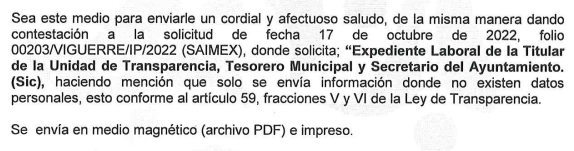 Sea este medio para enviarle un cordial y afectuoso saludo, de la misma manera dando
contestación a la solicitud de fecha 17 de octubre de 2022, folio
00203/VIGUERRE/IP/2022 (SAIMEX), donde solicita; “Expediente Laboral de la Titular
de la Unidad de Transparencia, Tesorero Municipal y Secretario del Ayuntamiento.
(Sic), haciendo mención que solo se envía información donde no existen datos
personales, esto conforme al artículo 59, fracciones V y VI de la Ley de Transparencia.
Se envía en medio magnético (archivo PDF) e impreso.